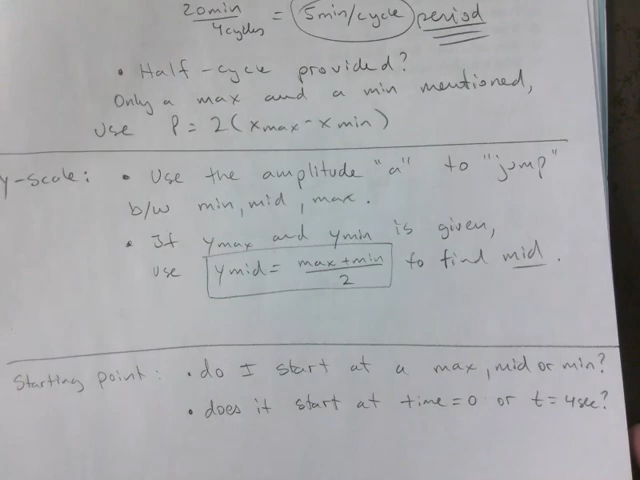 20min/4cycles = 5min/cycle period
• Half-cycle provided?
Only a max and a min mentioned,
use P = 2(xmax - xmin)
y-scale: • Use the amplitude "a" to "jump"
b/w min, mid, max.
• If ymax and ymin is given,
use ymid = max+min/2 to find mid.
Starting point: • do I start at a max, mid or min?
• does it start at time=0 or t=4sec?